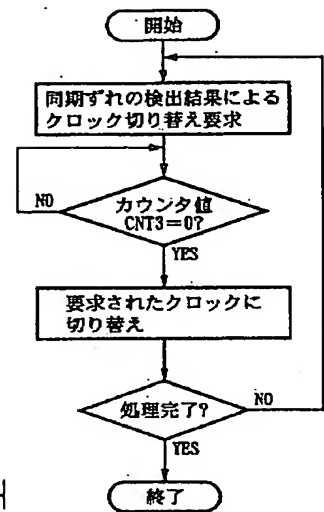 開始
同期ずれの検出結果による
クロック切り替え要求
NO
カウンタ値
CNT3=0?
YES
要求されたクロックに
切り替え
処理完了?
NO
YES
終了